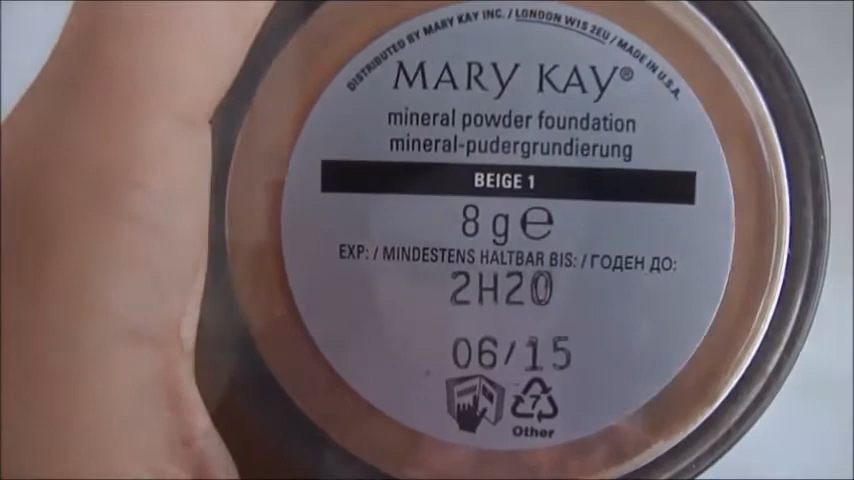 DISTRIBUTED BY MARY KAY INC. / LONDON W1S 2EU / MADE IN U.S.A.
MARY KAY®
mineral powder foundation
mineral-pudergrundierung
BEIGE 1
8 g ℮
EXP: / MINDESTENS HALTBAR BIS: / ГОДЕН ДО:
2H20
06/15
7
Other